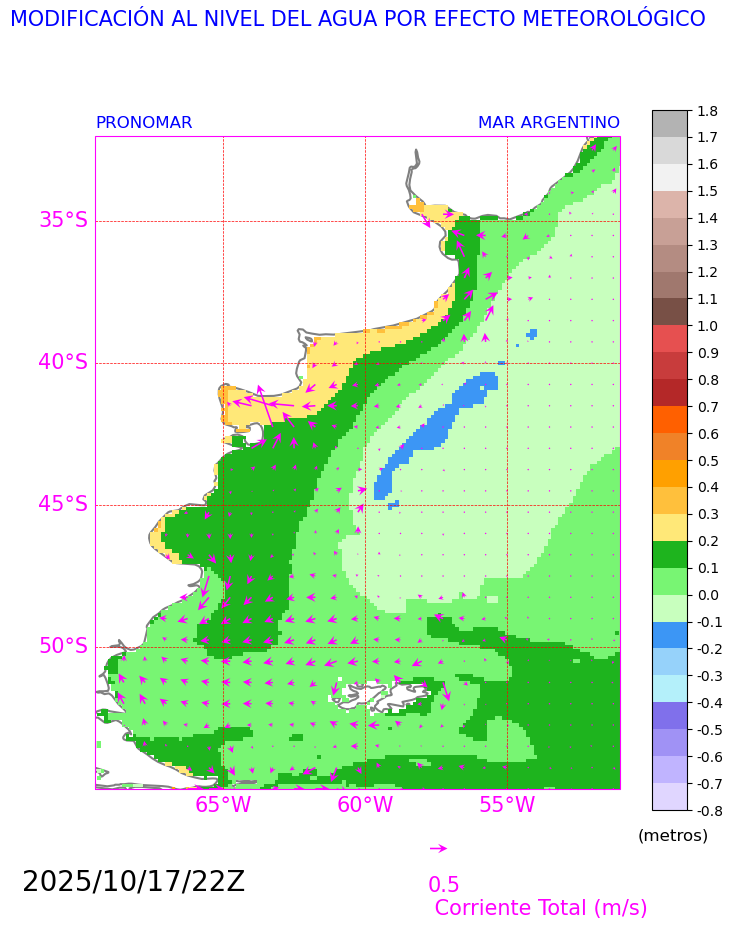 MODIFICACIÓN AL NIVEL DEL AGUA POR EFECTO METEOROLÓGICO
PRONOMAR MAR ARGENTINO
35°S
40°S
45°S
50°S
65°W 60°W 55°W
1.8
1.7
1.6
1.5
1.4
1.3
1.2
1.1
1.0
0.9
0.8
0.7
0.6
0.5
0.4
0.3
0.2
0.1
0.0
-0.1
-0.2
-0.3
-0.4
-0.5
-0.6
-0.7
-0.8
(metros)
2025/10/17/22Z
0.5
Corriente Total (m/s)